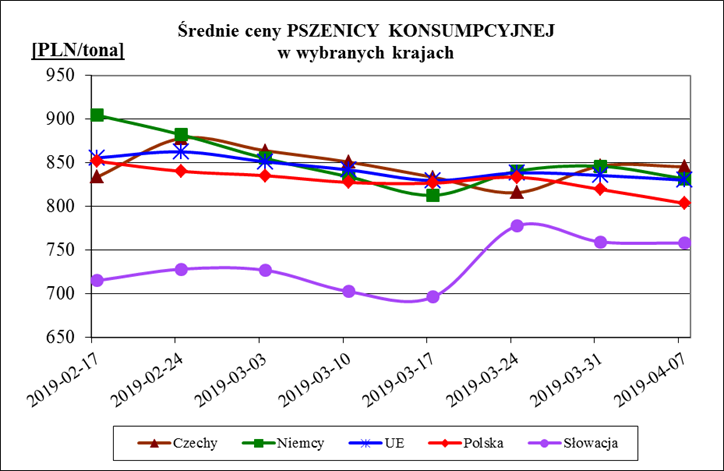 Średnie ceny PSZENICY KONSUMPCYJNEJ
w wybranych krajach
[PLN/tona]
950
900
850
800
750
700
650
2019-02-17
2019-02-24
2019-03-03
2019-03-10
2019-03-17
2019-03-24
2019-03-31
2019-04-07
Czechy
Niemcy
UE
Polska
Słowacja